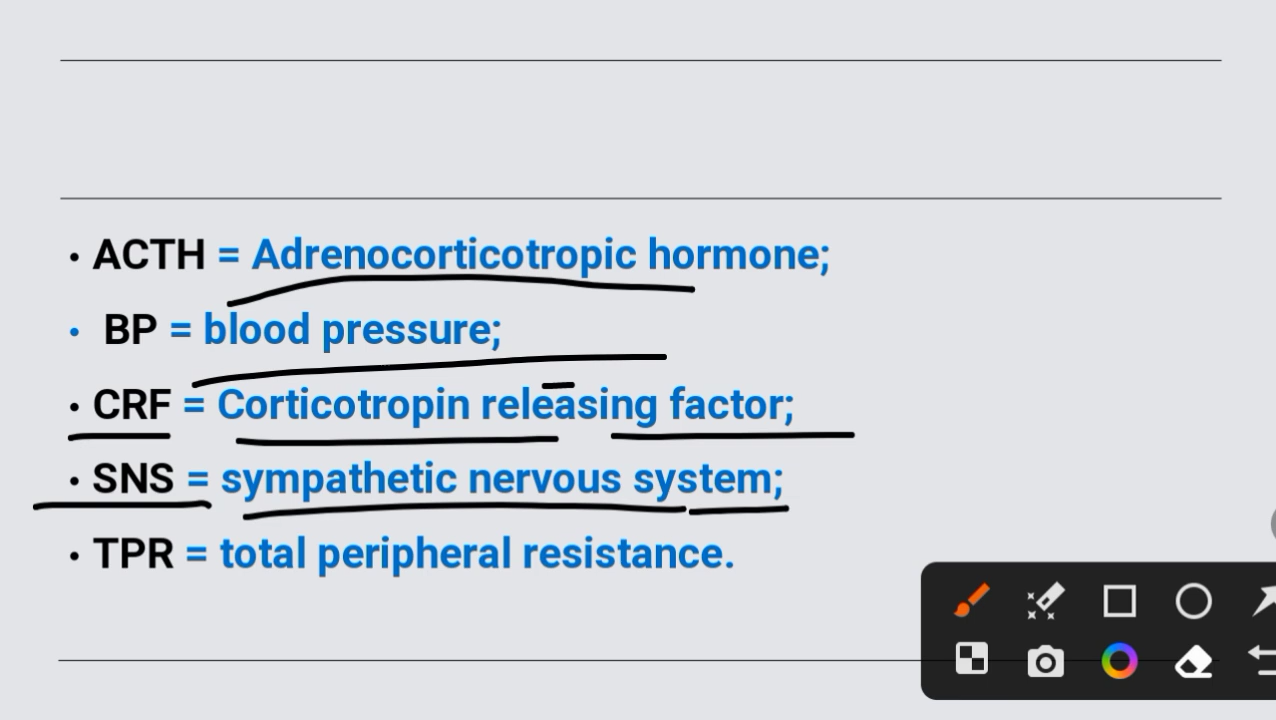 • ACTH = Adrenocorticotropic hormone;
• BP = blood pressure;
• CRF = Corticotropin releasing factor;
• SNS = sympathetic nervous system;
• TPR = total peripheral resistance.